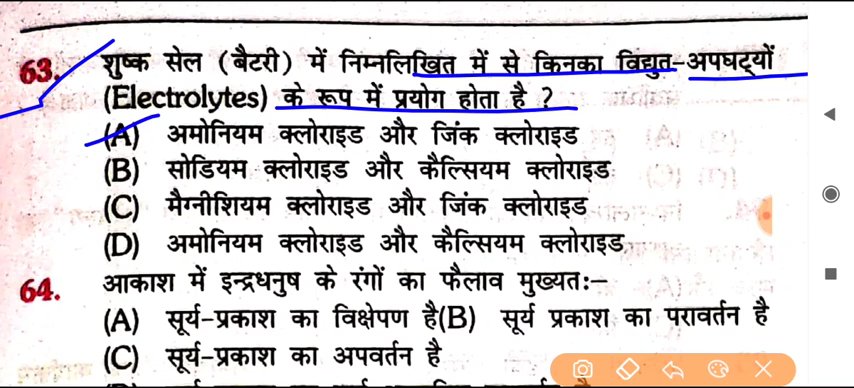 63. शुष्क सेल (बैटरी) में निम्नलिखित में से किनका विद्युत-अपघट्यों
(Electrolytes) के रूप में प्रयोग होता है ?
(A) अमोनियम क्लोराइड और जिंक क्लोराइड
(B) सोडियम क्लोराइड और कैल्सियम क्लोराइड
(C) मैग्नीशियम क्लोराइड और जिंक क्लोराइड
(D) अमोनियम क्लोराइड और कैल्सियम क्लोराइड
64. आकाश में इन्द्रधनुष के रंगों का फैलाव मुख्यतः:–
(A) सूर्य-प्रकाश का विक्षेपण है(B) सूर्य प्रकाश का परावर्तन है
(C) सूर्य-प्रकाश का अपवर्तन है